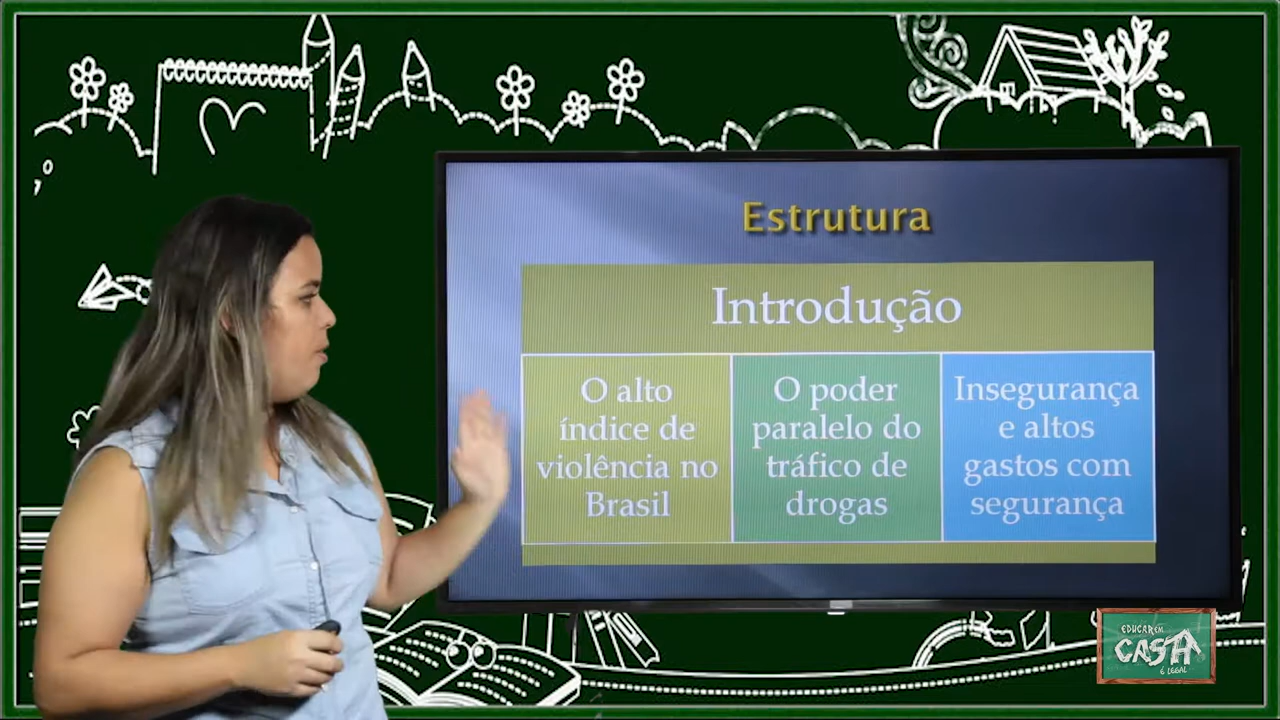 Estrutura
Introdução
O alto
índice de
violência no
Brasil
O poder
paralelo do
tráfico de
drogas
Insegurança
e altos
gastos com
segurança
EDUCAR EM
CASA
É LEGAL